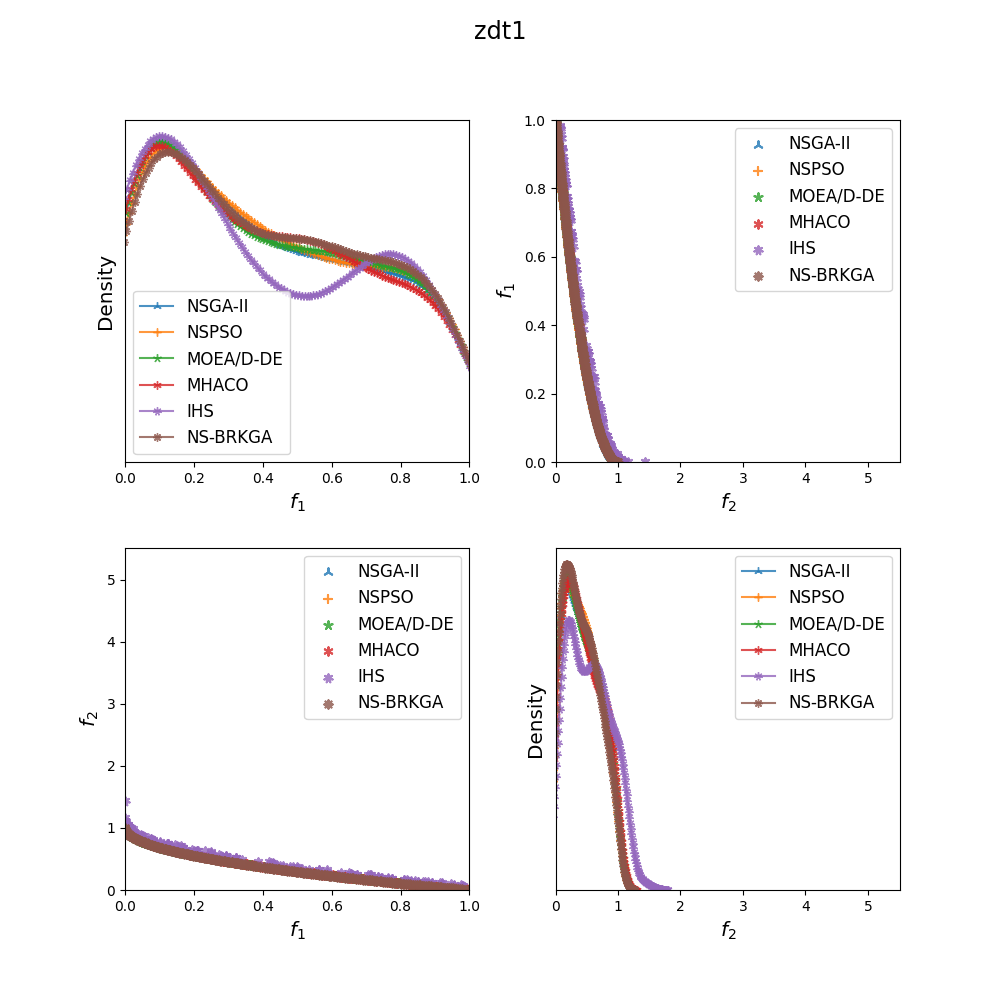 zdt1
Density
NSGA-II
NSPSO
MOEA/D-DE
MHACO
IHS
NS-BRKGA
0.0 0.2 0.4 0.6 0.8 1.0
f1
f1
1.0
0.8
0.6
0.4
0.2
0.0
NSGA-II
NSPSO
MOEA/D-DE
MHACO
IHS
NS-BRKGA
0 1 2 3 4 5
f2
f2
5
4
3
2
1
0
NSGA-II
NSPSO
MOEA/D-DE
MHACO
IHS
NS-BRKGA
0.0 0.2 0.4 0.6 0.8 1.0
f1
Density
NSGA-II
NSPSO
MOEA/D-DE
MHACO
IHS
NS-BRKGA
0 1 2 3 4 5
f2